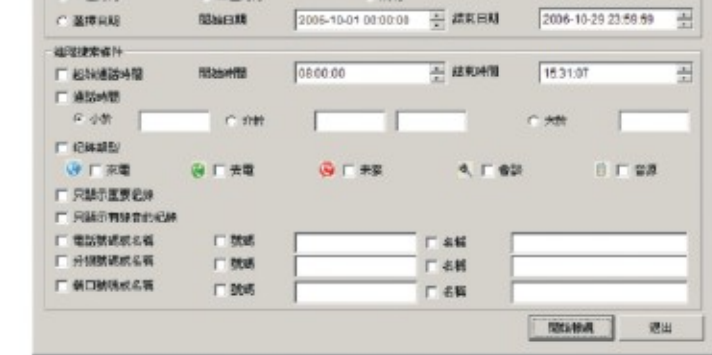 選擇日期 開始日期 2006-10-01 00:00:00 結束日期 2006-10-29 23:59:59
進階搜索條件
起始通話時間 開始時間 08:00:00 結束時間 15:31:07
通話時間
小於 介於 大於
紀錄類型
來電 去電 未接 會談 音源
只顯示重要紀錄
只顯示有錄音的紀錄
電話號碼或名稱 號碼 名稱
分機號碼或名稱 號碼 名稱
端口號碼或名稱 號碼 名稱
開始檢視 退出